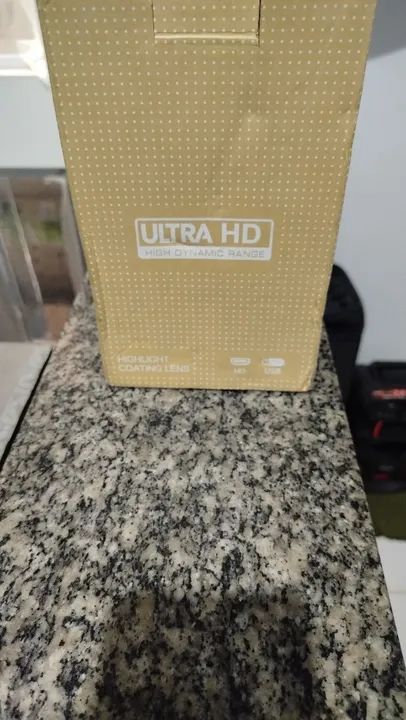 ULTRA HD
HIGH DYNAMIC RANGE
HIGHLIGHT
COATING LENS
HD USB